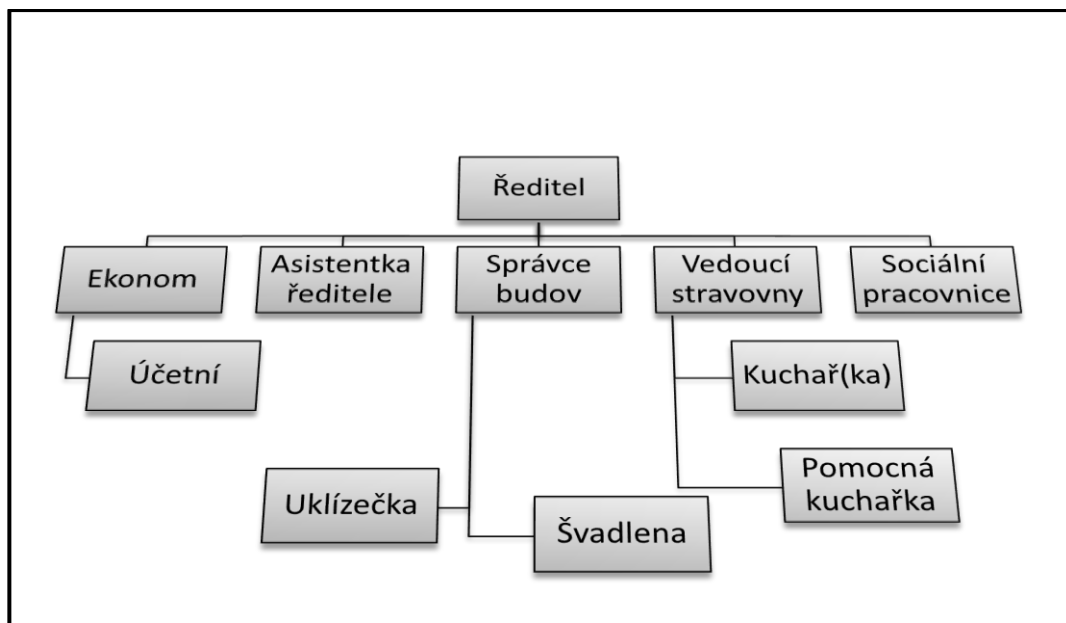 Ředitel
Ekonom
Asistentka
ředitele
Správce
budov
Vedoucí
stravovny
Sociální
pracovnice
Účetní
Kuchař(ka)
Uklízečka
Švadlena
Pomocná
kuchařka